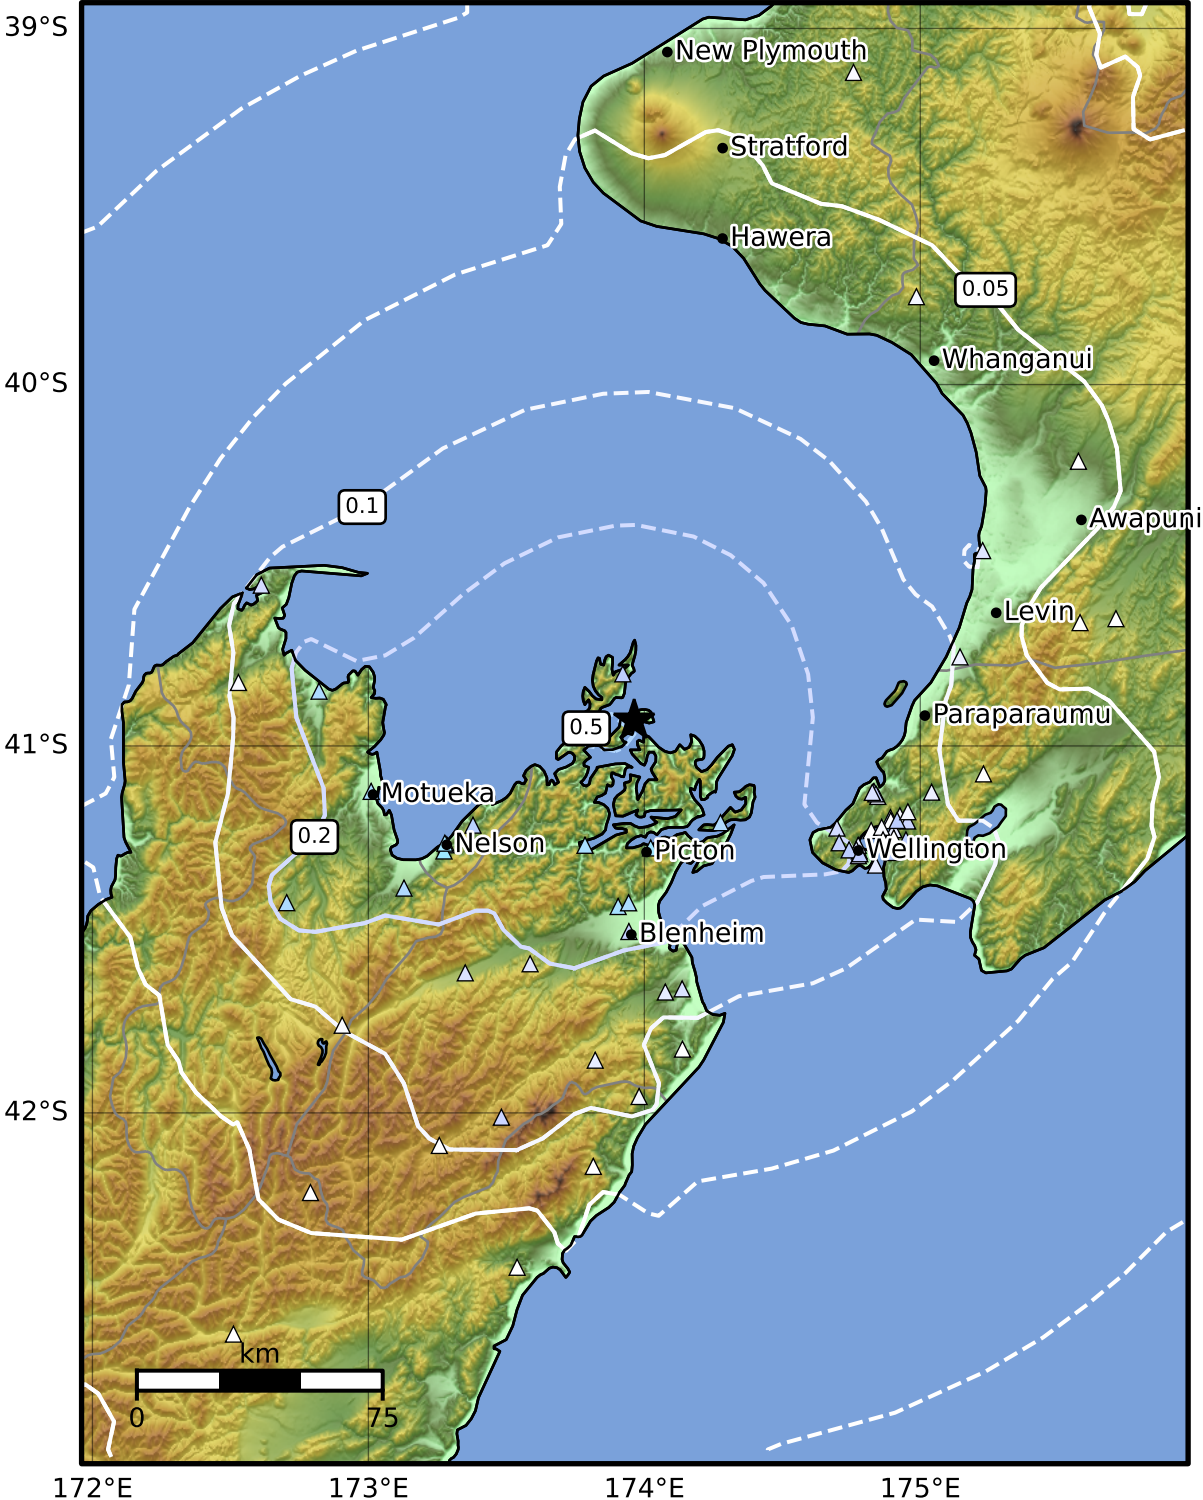 39°S
New Plymouth
Stratford
Hawera
0.05
Whanganui
40°S
0.1
Awapuni
Levin
Paraparaumu
0.5
41°S
Motueka
0.2
Nelson
Picton
Wellington
Blenheim
42°S
km
0
75
172°E
173°E
174°E
175°E